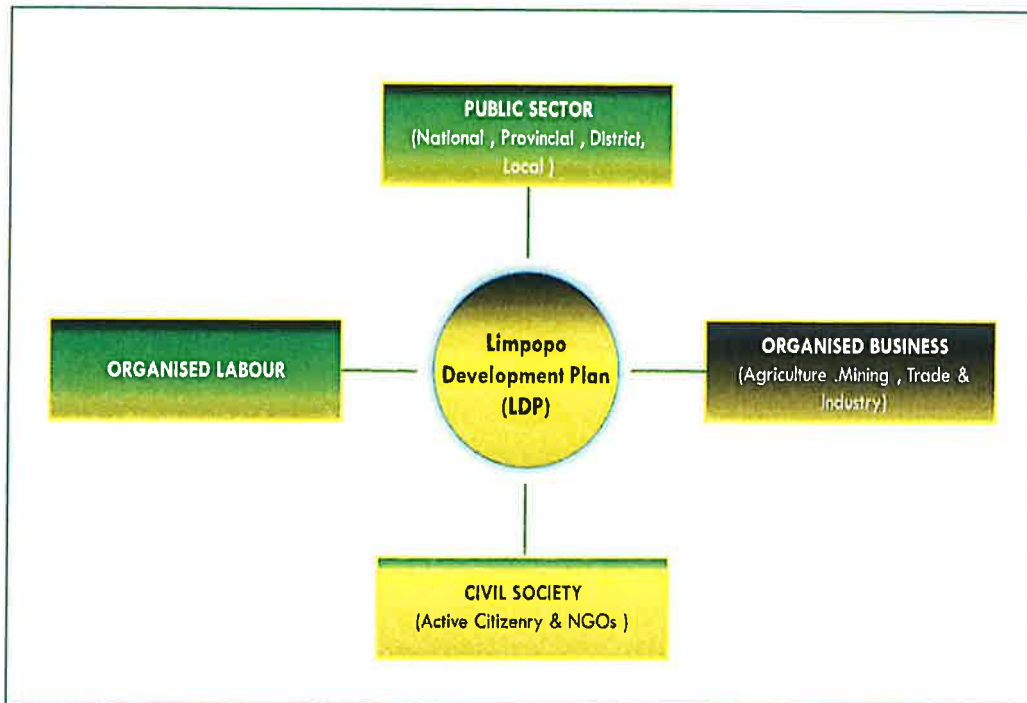 PUBLIC SECTOR
(National , Provincial , District,
Local )
ORGANISED LABOUR
Limpopo
Development Plan
(LDP)
ORGANISED BUSINESS
(Agriculture .Mining , Trade &
Industry)
CIVIL SOCIETY
(Active Citizenry & NGOs )